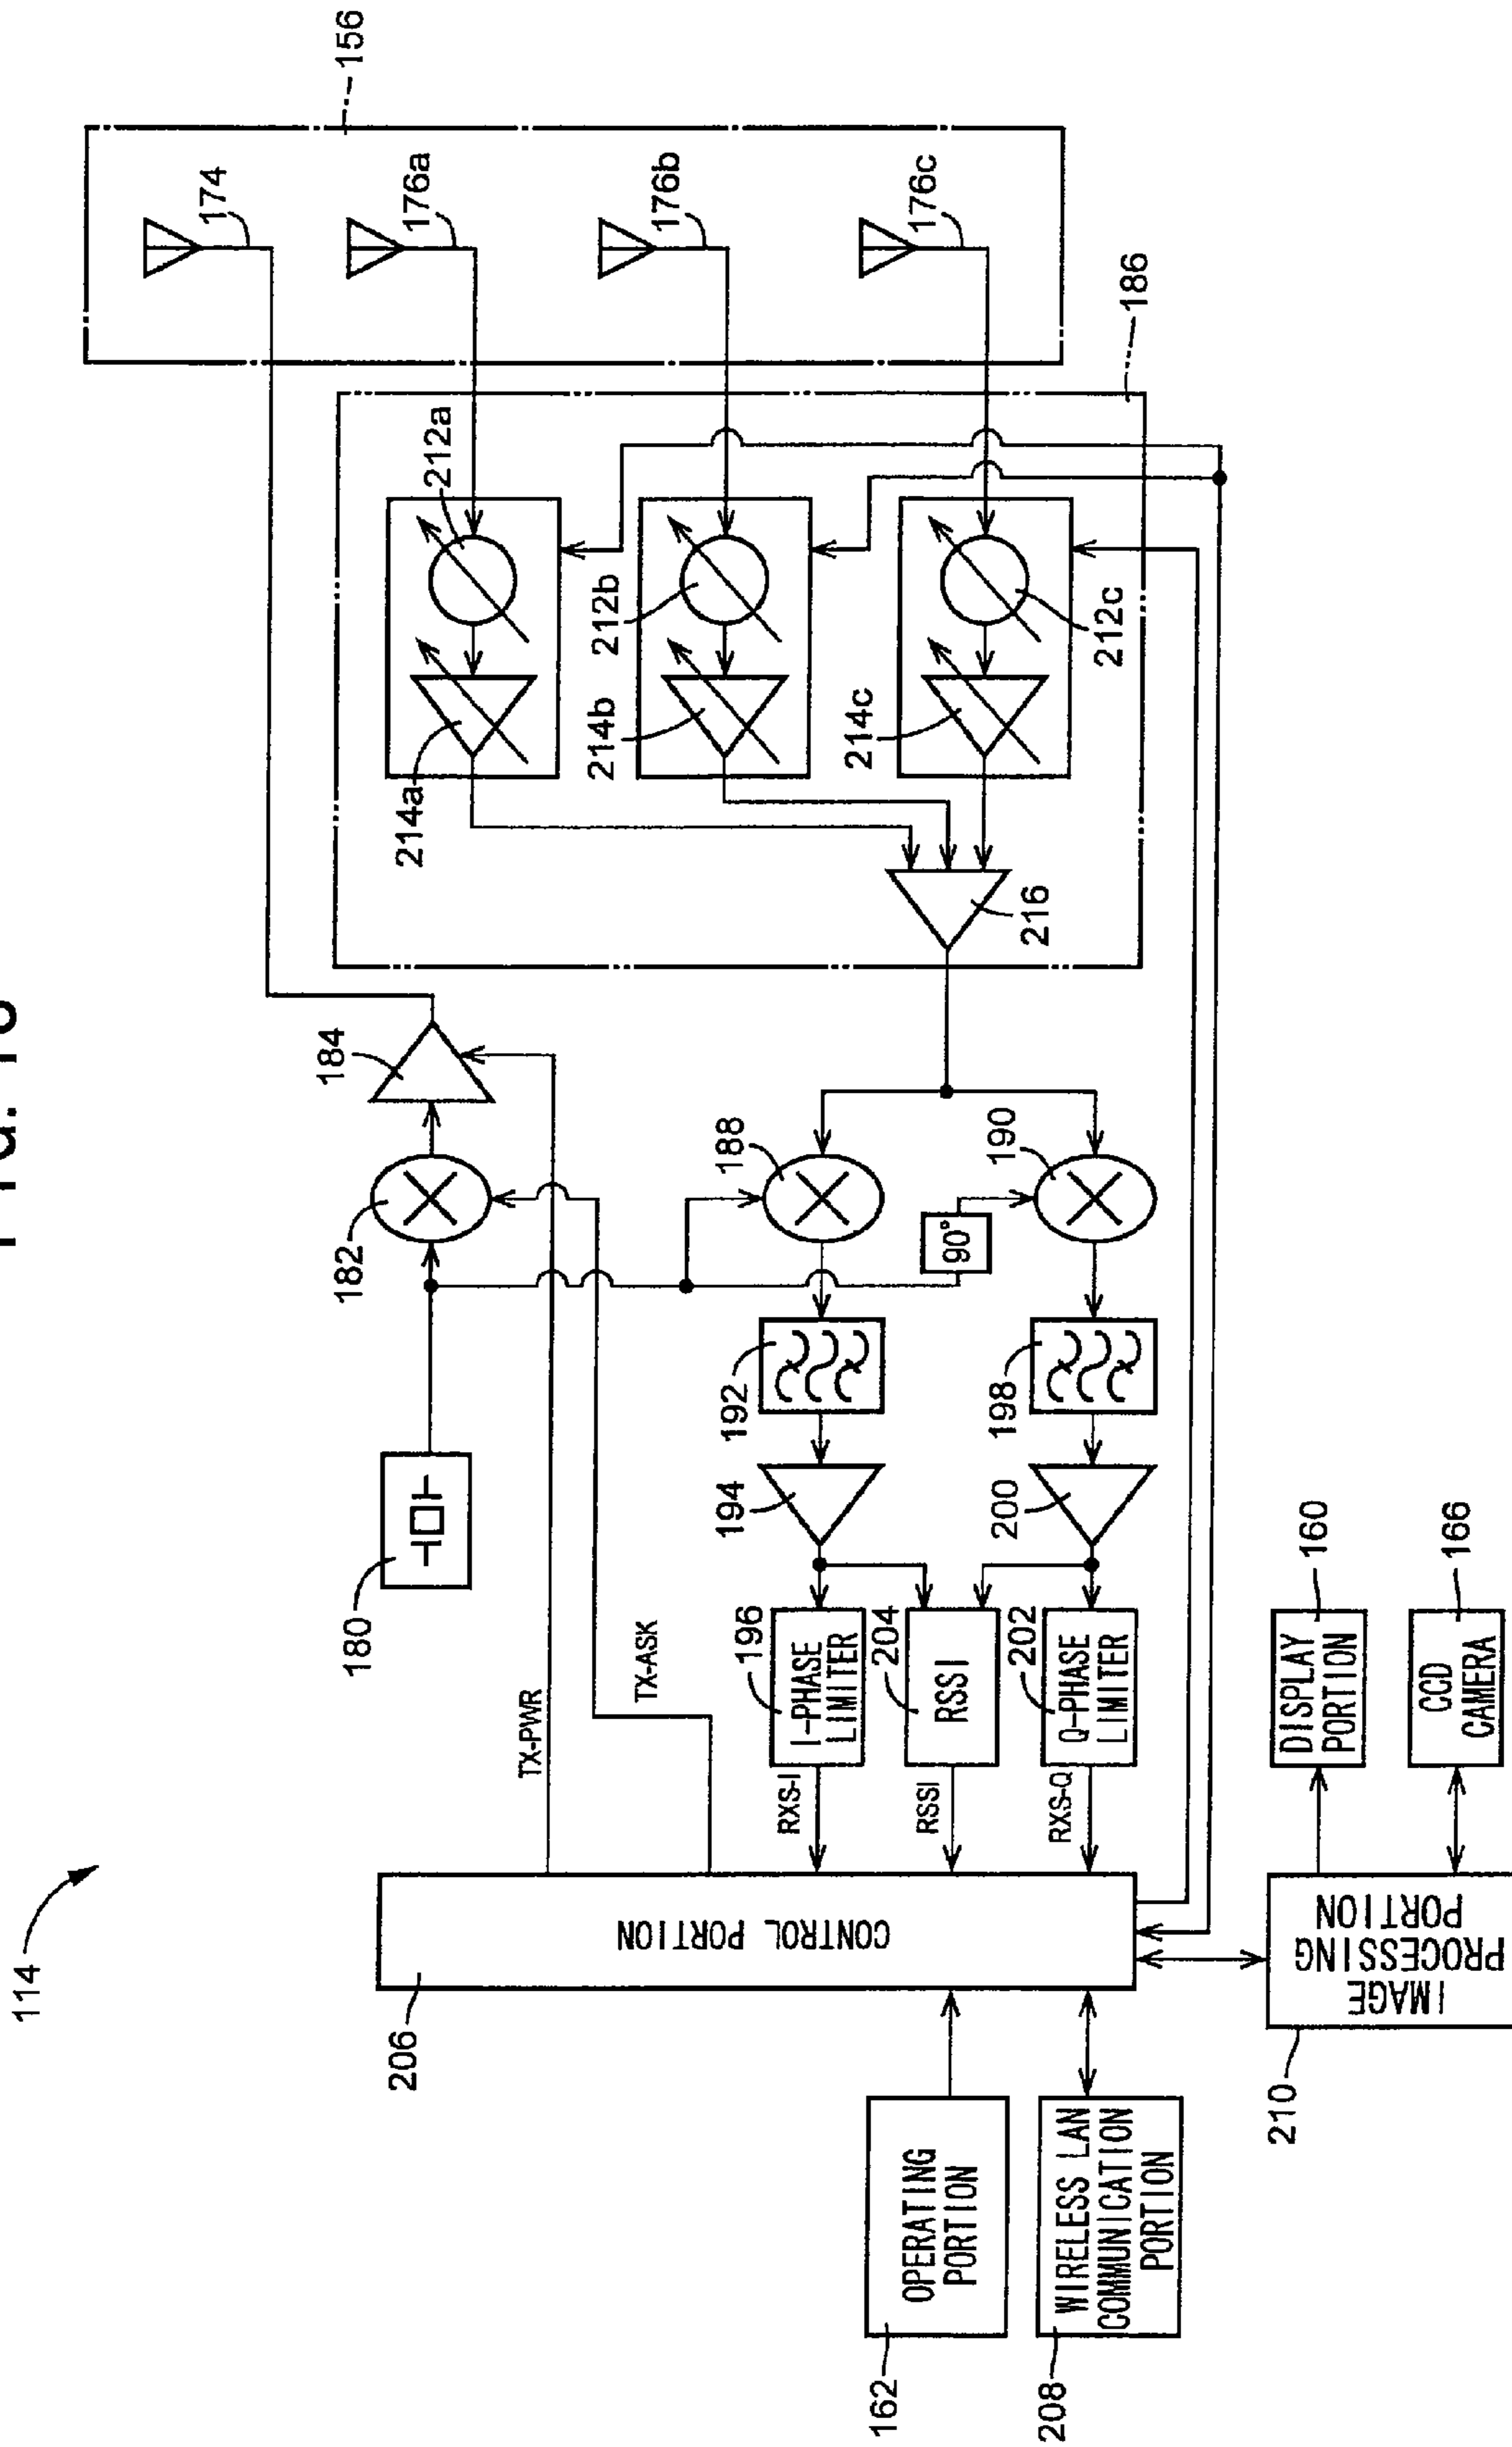 114
180
182
184
174
156
TX-PWR
206
TX-ASK
176a
212a
214a
192
188
194
196
I-PHASE
LIMITER
RXS-I
CONTROL PORTION
204
RSSI
RSSI
212b
214b
176b
162
OPERATING
PORTION
90°
198
190
200
202
Q-PHASE
LIMITER
RXS-Q
214c
176c
216
212c
186
208
WIRELESS LAN
COMMUNICATION
PORTION
210
IMAGE
PROCESSING
PORTION
160
DISPLAY
PORTION
166
CCD
CAMERA